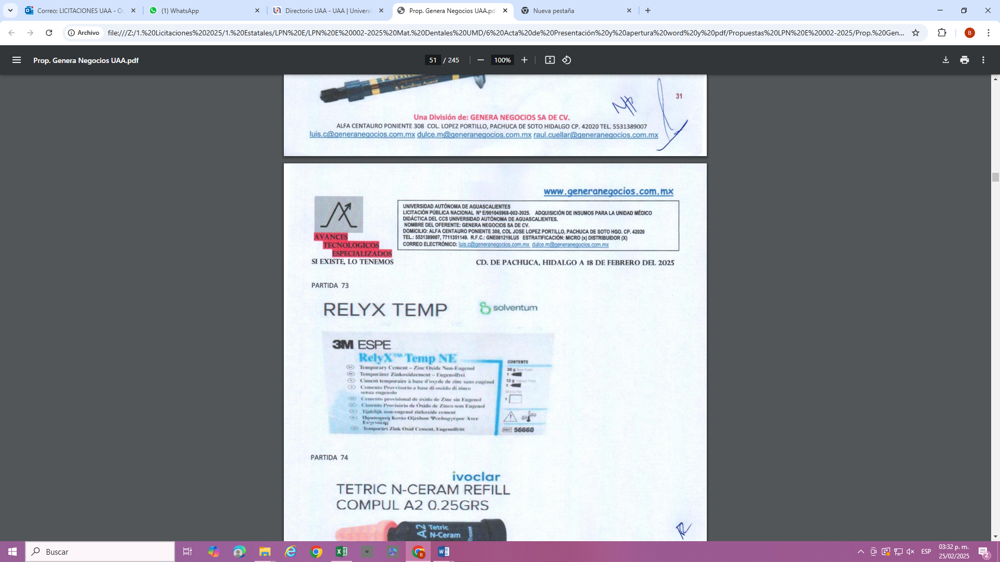 Correo: LICITACIONES UAA - Ou
(1) WhatsApp
Directorio UAA - UAA | Universi
Prop. Genera Negocios UAA.pdf
Nueva pestaña
Archivo
file:///Z:/1.%20Licitaciones%202025/1.%20Estatales/LPN%20E/LPN%20E%20002-2025%20Mat.%20Dentales%20UMD/6%20Acta%20de%20Presentación%20y%20apertura%20word%20y%20pdf/Propuestas%20LPN%20E%20002-2025/Prop.%20Gen...
B
Prop. Genera Negocios UAA.pdf
51 / 245
100%
& Bonding Agent
31
Una División de: GENERA NEGOCIOS SA DE CV.
ALFA CENTAURO PONIENTE 308 COL. LOPEZ PORTILLO, PACHUCA DE SOTO HIDALGO CP. 42020 TEL. 5531389007
luis.c@generanegocios.com.mx dulce.m@generanegocios.com.mx raul.cuellar@generanegocios.com.mx
www.generanegocios.com.mx
AVANCES
TECNOLOGICOS
ESPECIALIZADOS
SI EXISTE, LO TENEMOS
UNIVERSIDAD AUTÓNOMA DE AGUASCALIENTES
LICITACIÓN PÚBLICA NACIONAL Nº E/901045968-002-2025. ADQUISICIÓN DE INSUMOS PARA LA UNIDAD MÉDICO
DIDÁCTICA DEL CCS UNIVERSIDAD AUTÓNOMA DE AGUASCALIENTES.
NOMBRE DEL OFERENTE: GENERA NEGOCIOS SA DE CV.
DOMICILIO: ALFA CENTAURO PONIENTE 308, COL JOSE LOPEZ PORTILLO, PACHUCA DE SOTO HGO. CP. 42020
TEL.: 5531389007, 7711351149. R.F.C.: GNE081219LU5 ESTRATIFICACIÓN: MICRO (x) DISTRIBUIDOR (X)
CORREO ELECTRÓNICO: luis.c@generanegocios.com.mx dulce.m@generanegocios.com.mx
CD. DE PACHUCA, HIDALGO A 18 DE FEBRERO DEL 2025
PARTIDA 73
RELYX TEMP
solventum
3M ESPE
RelyX™ Temp NE
Temporary Cement – Zinc Oxide Non-Eugenol
Temporärer Zinkoxidzement – Eugenolfrei
Ciment temporaire à base d'oxyde de zinc sans eugénol
Cemento Provvisorio a base di ossido di zinco
senza eugenolo
Cemento provisional de óxido de Zinc sin Eugenol
Cimento Provisório de Óxido de Zinco sem Eugenol
Tijdelijk non-eugenol zinkoxide cement
Προσωρινή Κονία Οξειδίου Ψευδαργύρου Άνευ
Ευγενόλης
Temporärt Zink Oxid Cement, Eugenolfritt
CONTENTS
30 g Base Paste
1
13 g
1
1
REF 56660
PARTIDA 74
ivoclar
TETRIC N-CERAM REFILL
COMPUL A2 0.25GRS
A2
Tetric
N-Ceram
Buscar
ESP
03:32 p. m.
25/02/2025
2